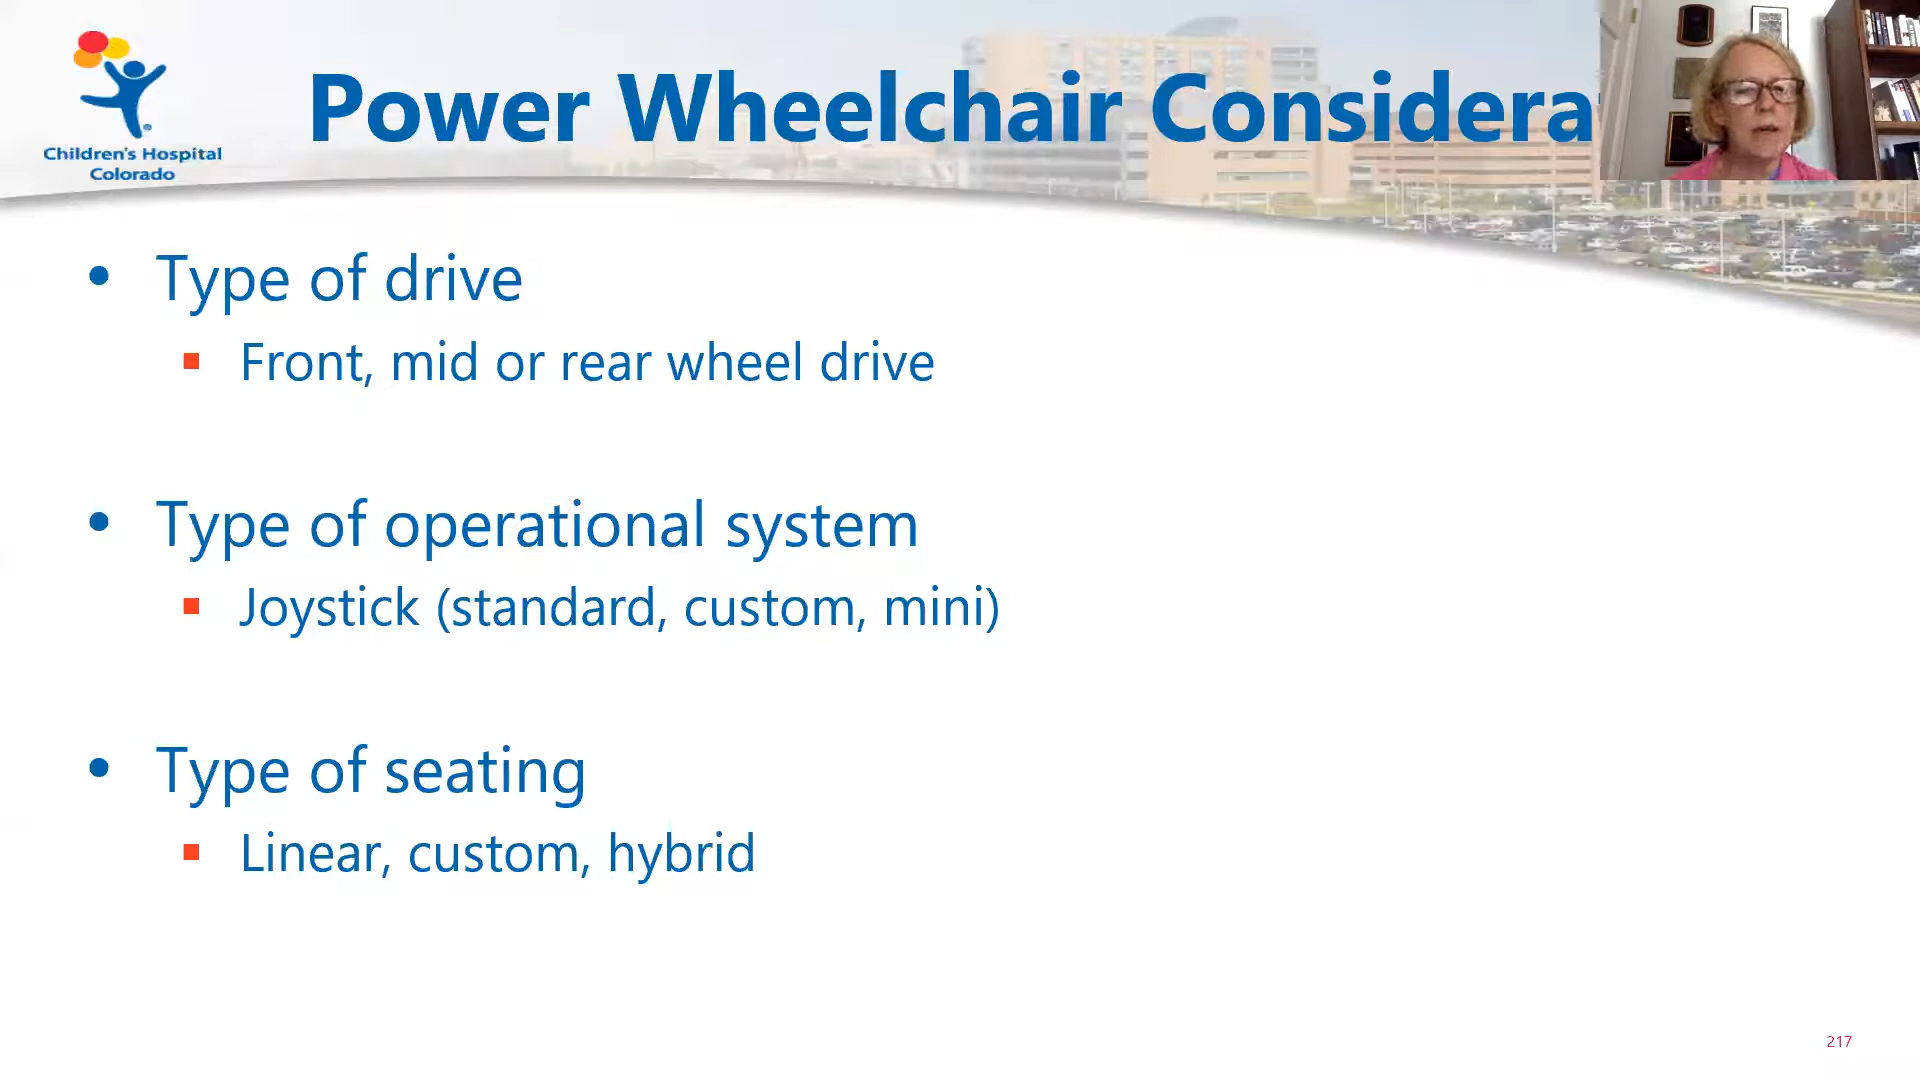 Children's Hospital
Colorado
Power Wheelchair Considera
• Type of drive
▪ Front, mid or rear wheel drive
• Type of operational system
▪ Joystick (standard, custom, mini)
• Type of seating
▪ Linear, custom, hybrid
217